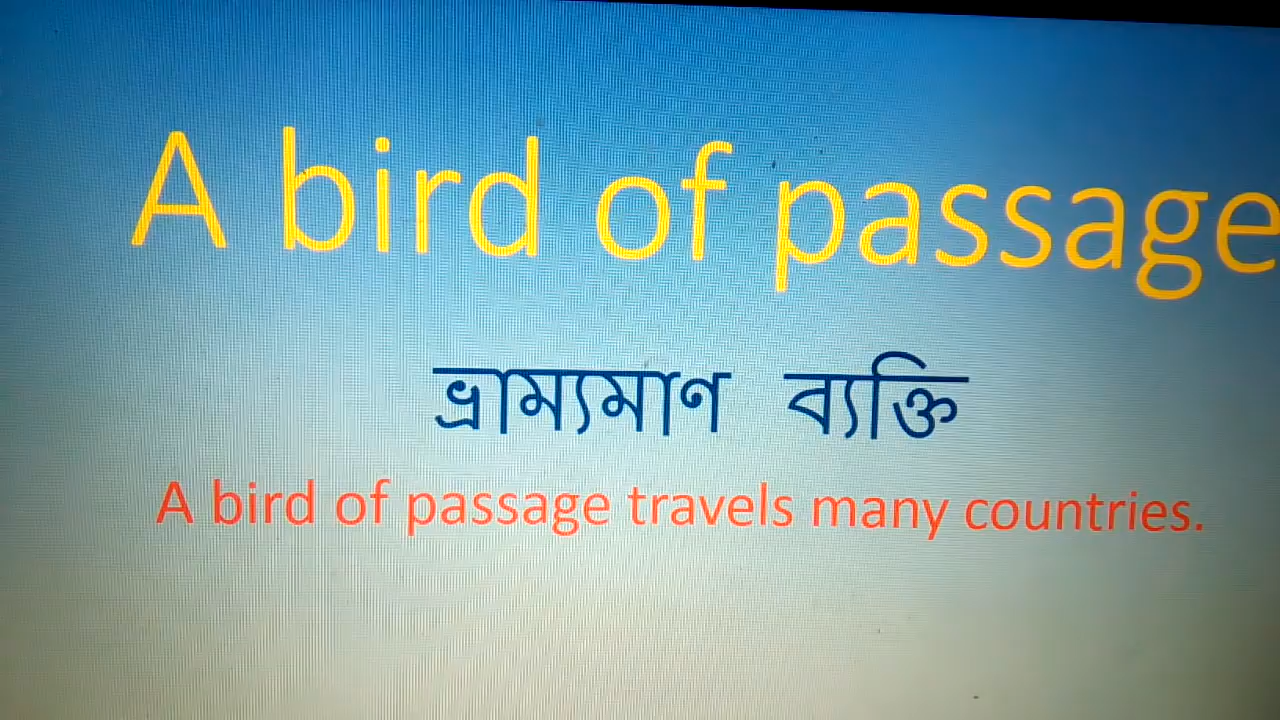 A bird of passage
ভ্রাম্যমাণ ব্যক্তি
A bird of passage travels many countries.